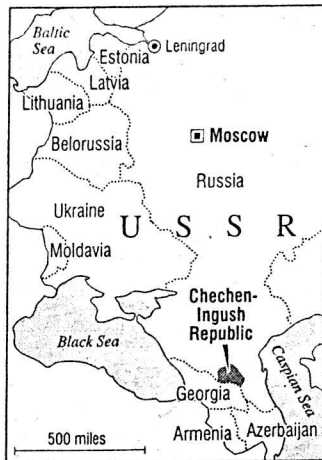 Baltic
Sea
Estonia
Leningrad
Latvia
Lithuania
Belorussia
Moscow
Russia
Ukraine
U S S R
Moldavia
Chechen-
Ingush
Republic
Black Sea
Caspian Sea
Georgia
Armenia
Azerbaijan
500 miles